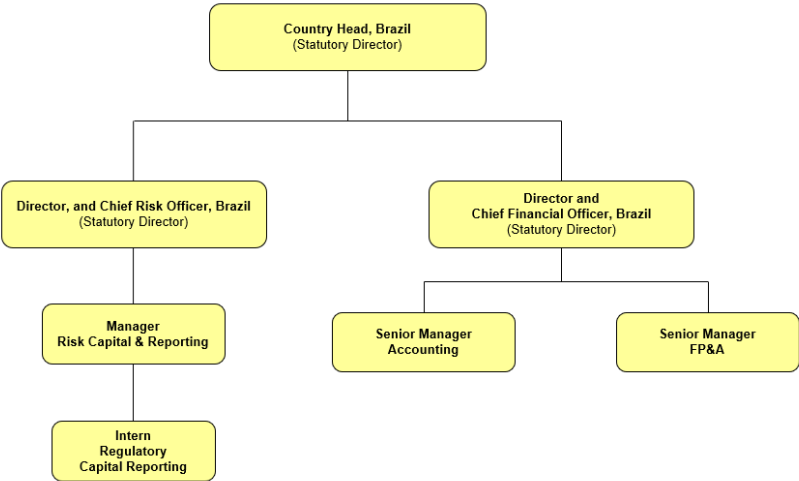 Country Head, Brazil
(Statutory Director)
Director, and Chief Risk Officer, Brazil
(Statutory Director)
Director and
Chief Financial Officer, Brazil
(Statutory Director)
Manager
Risk Capital & Reporting
Senior Manager
Accounting
Senior Manager
FP&A
Intern
Regulatory
Capital Reporting